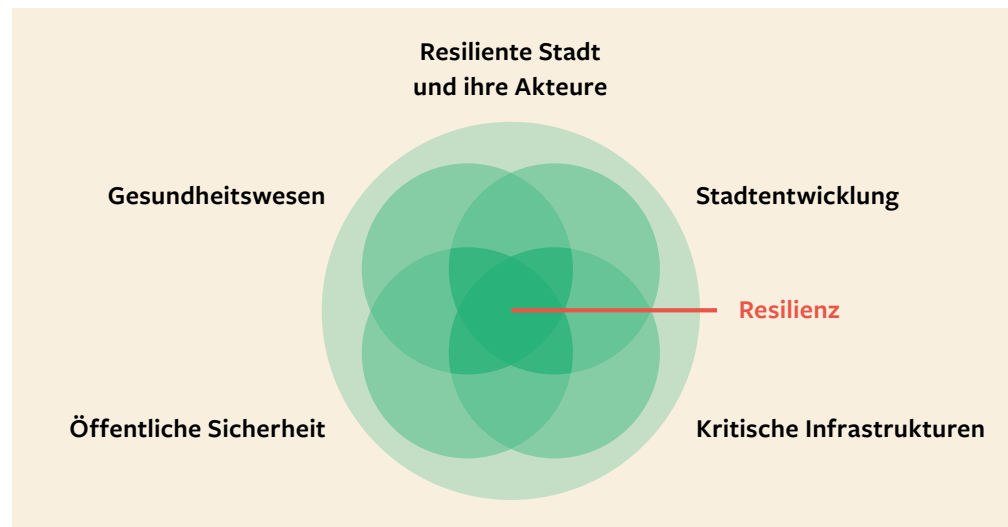 Resiliente Stadt
und ihre Akteure
Gesundheitswesen
Stadtentwicklung
Resilienz
Öffentliche Sicherheit
Kritische Infrastrukturen